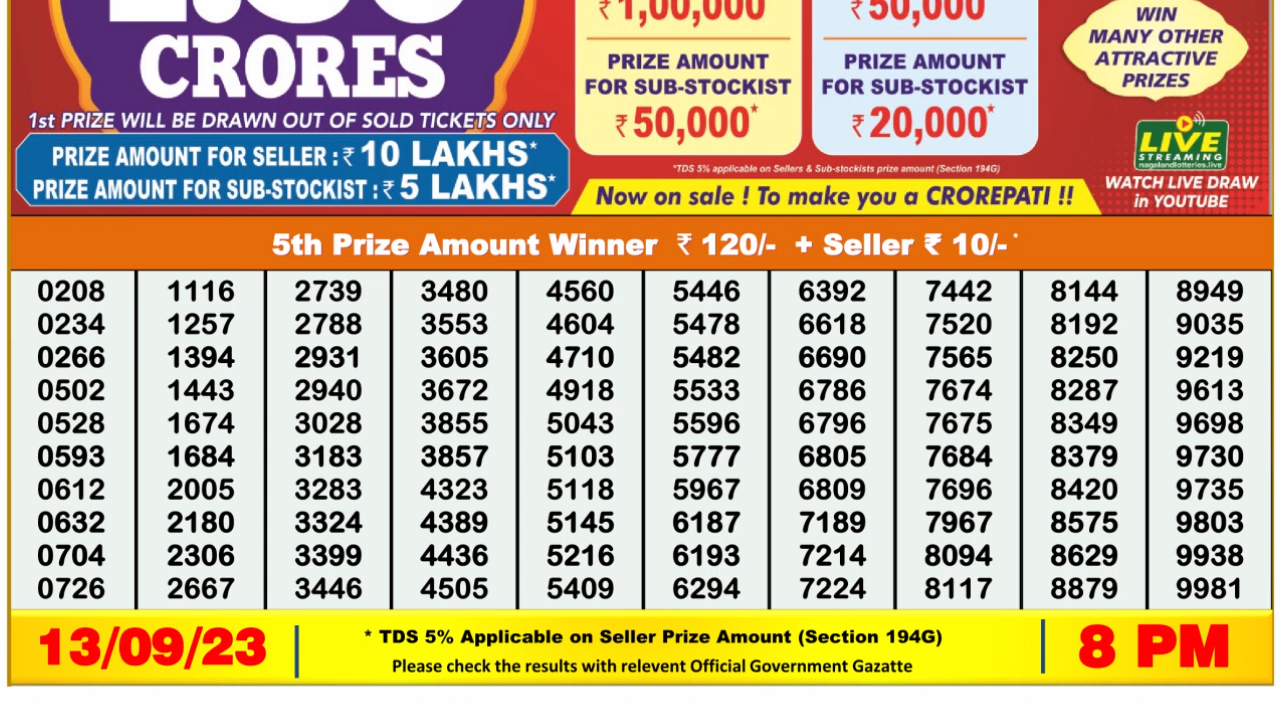 CRORES
1st PRIZE WILL BE DRAWN OUT OF SOLD TICKETS ONLY
PRIZE AMOUNT FOR SELLER : ₹ 10 LAKHS*
PRIZE AMOUNT FOR SUB-STOCKIST : ₹ 5 LAKHS*
₹ 1,00,000
PRIZE AMOUNT
FOR SUB-STOCKIST
₹ 50,000*
₹ 50,000
PRIZE AMOUNT
FOR SUB-STOCKIST
₹ 20,000*
*TDS 5% applicable on Sellers & Sub-stockists prize amount (Section 194G)
Now on sale ! To make you a CROREPATI !!
WIN
MANY OTHER
ATTRACTIVE
PRIZES
LIVE
STREAMING
nagalandlotteries.live
WATCH LIVE DRAW
in YOUTUBE
5th Prize Amount Winner ₹ 120/- + Seller ₹ 10/- *
0208 1116 2739 3480 4560 5446 6392 7442 8144 8949
0234 1257 2788 3553 4604 5478 6618 7520 8192 9035
0266 1394 2931 3605 4710 5482 6690 7565 8250 9219
0502 1443 2940 3672 4918 5533 6786 7674 8287 9613
0528 1674 3028 3855 5043 5596 6796 7675 8349 9698
0593 1684 3183 3857 5103 5777 6805 7684 8379 9730
0612 2005 3283 4323 5118 5967 6809 7696 8420 9735
0632 2180 3324 4389 5145 6187 7189 7967 8575 9803
0704 2306 3399 4436 5216 6193 7214 8094 8629 9938
0726 2667 3446 4505 5409 6294 7224 8117 8879 9981
13/09/23
* TDS 5% Applicable on Seller Prize Amount (Section 194G)
Please check the results with relevent Official Government Gazatte
8 PM